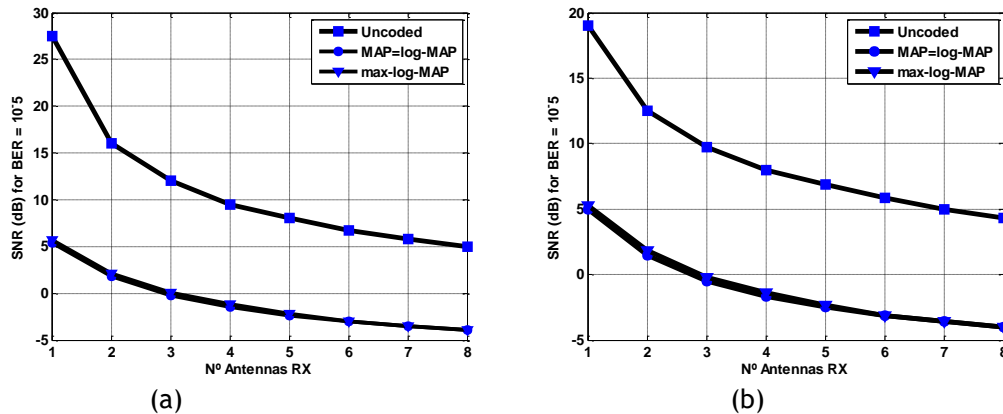 30
25
20
15
10
5
0
-5
1 2 3 4 5 6 7 8
SNR (dB) for BER = 10^-5
Nº Antennas RX
Uncoded
MAP=log-MAP
max-log-MAP
(a)
20
15
10
5
0
-5
1 2 3 4 5 6 7 8
SNR (dB) for BER = 10^-5
Nº Antennas RX
Uncoded
MAP=log-MAP
max-log-MAP
(b)